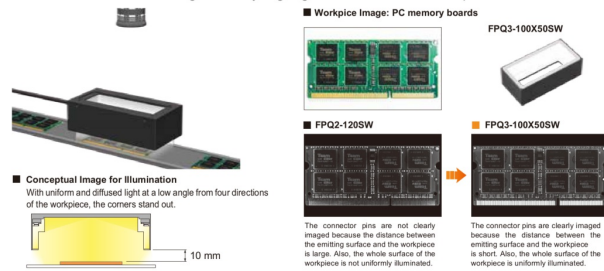 ■ Workpice Image: PC memory boards
FPQ3-100X50SW
■ FPQ2-120SW
■ FPQ3-100X50SW
■ Conceptual Image for Illumination
With uniform and diffused light at a low angle from four directions
of the workpiece, the corners stand out.
10 mm
The connector pins are not clearly
imaged because the distance between
the emitting surface and the workpiece
is large. Also, the whole surface of the
workpiece is not uniformly illuminated.
The connector pins are clearly imaged
because the distance between the
emitting surface and the workpiece
is short. Also, the whole surface of the
workpiece is uniformly illuminated.